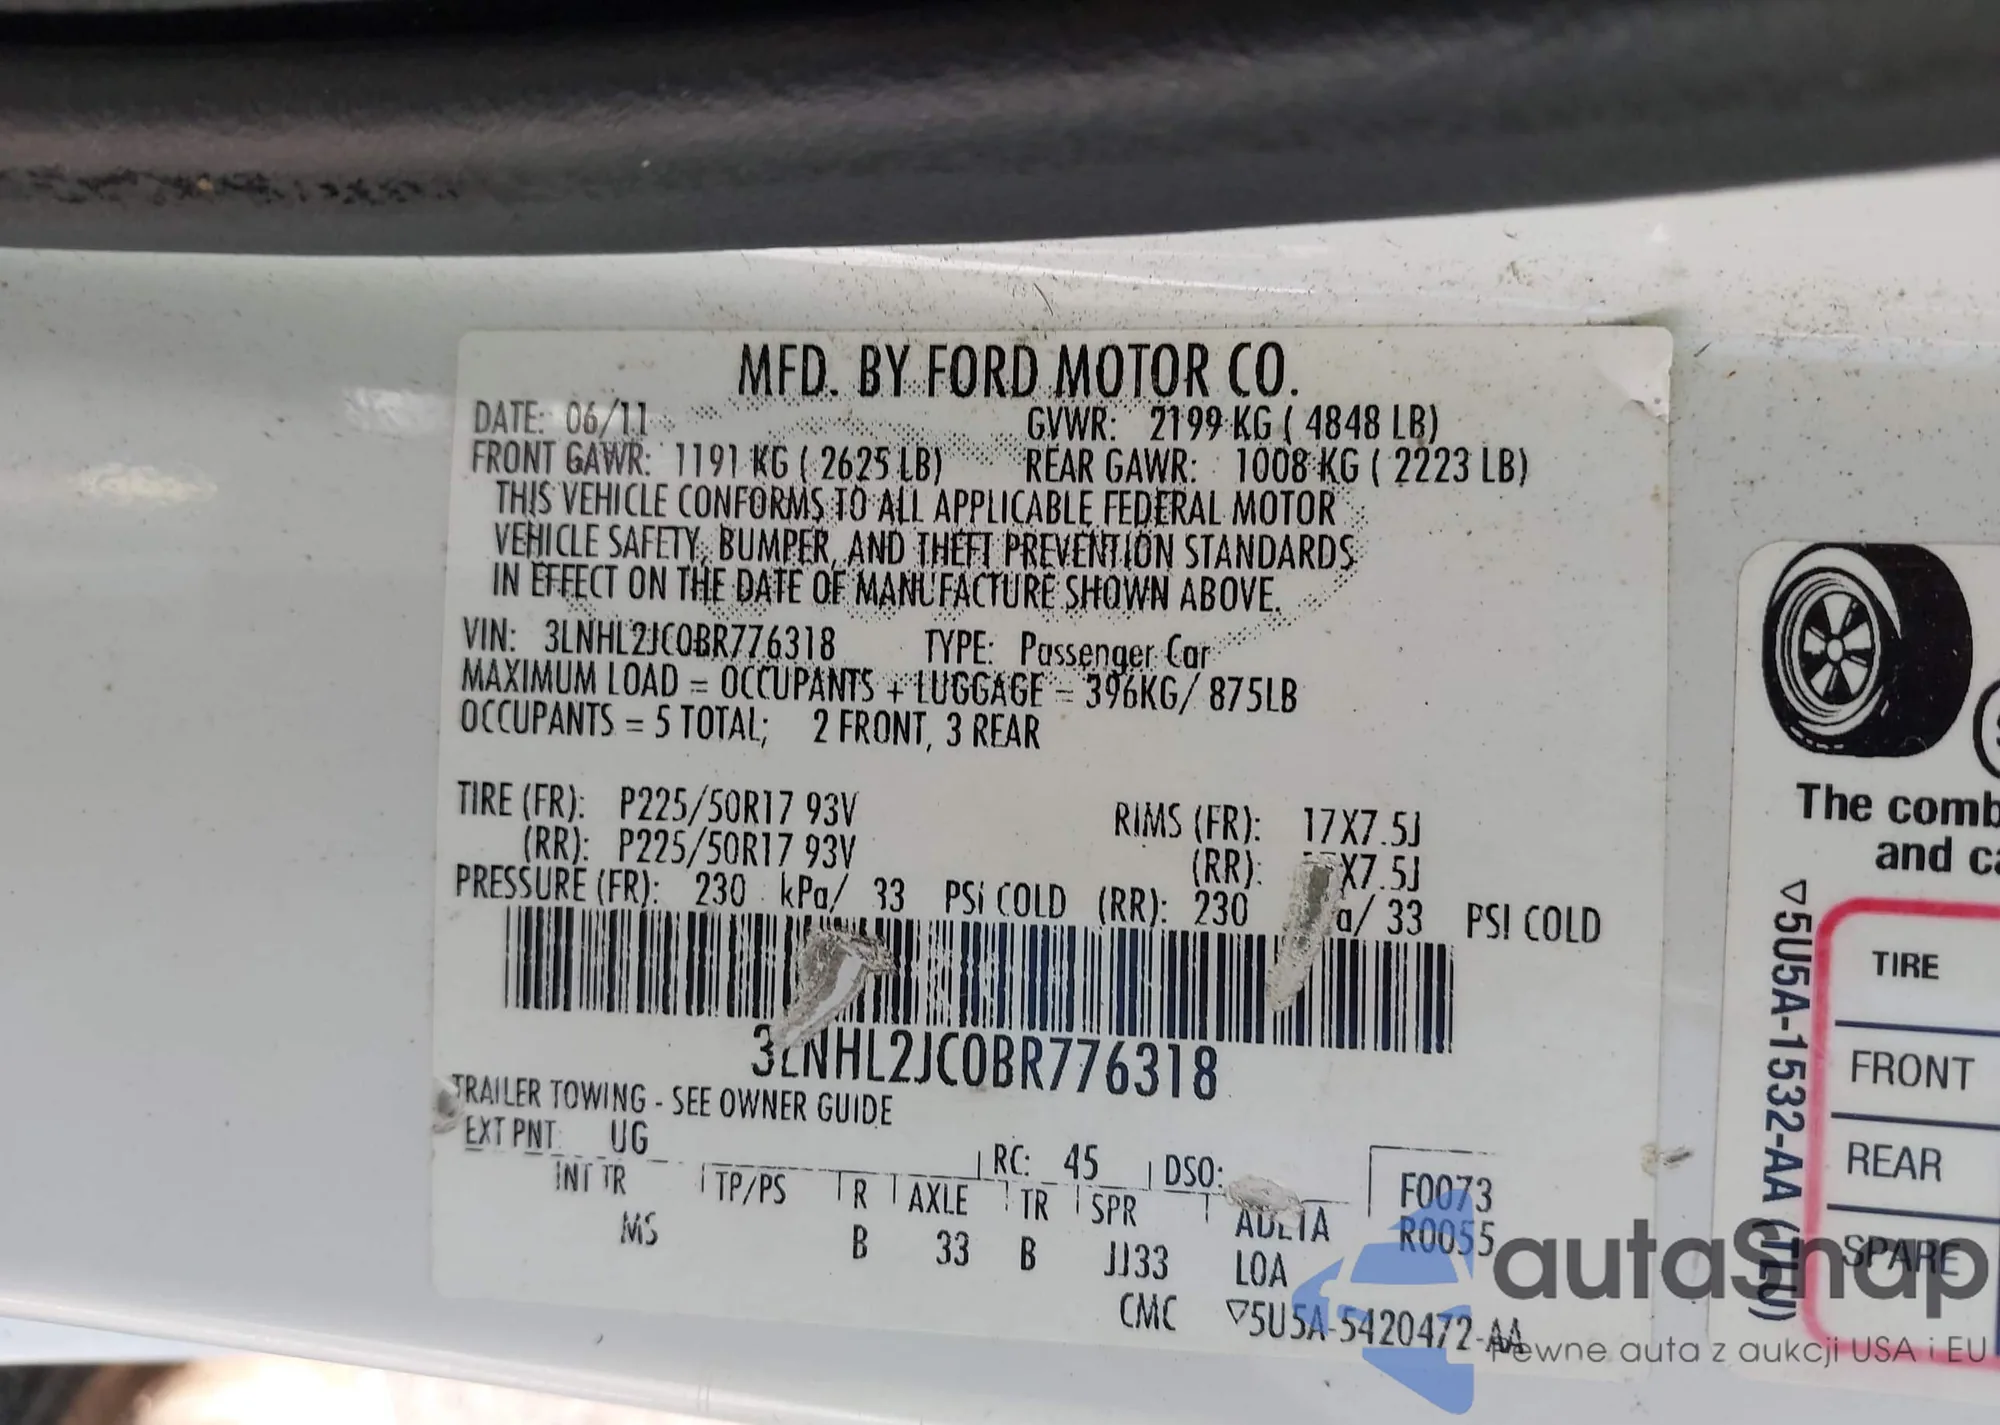 MFD. BY FORD MOTOR CO.
DATE: 06/11 GVWR: 2199 KG ( 4848 LB)
FRONT GAWR: 1191 KG ( 2625 LB) REAR GAWR: 1008 KG ( 2223 LB)
THIS VEHICLE CONFORMS TO ALL APPLICABLE FEDERAL MOTOR
VEHICLE SAFETY, BUMPER, AND THEFT PREVENTION STANDARDS
IN EFFECT ON THE DATE OF MANUFACTURE SHOWN ABOVE.
VIN: 3LNHL2JC0BR776318 TYPE: Passenger Car
MAXIMUM LOAD = OCCUPANTS + LUGGAGE = 396KG/ 875LB
OCCUPANTS = 5 TOTAL; 2 FRONT, 3 REAR
TIRE (FR): P225/50R17 93V RIMS (FR): 17X7.5J
(RR): P225/50R17 93V (RR): X7.5J
PRESSURE (FR): 230 kPa/ 33 PSI COLD (RR): 230 a/ 33 PSI COLD
3LNHL2JC0BR776318
TRAILER TOWING - SEE OWNER GUIDE
EXT PNT: UG RC: 45 DSO: F0073
INT TR TP/PS R AXLE TR SPR R0055
MS B 33 B JJ33 LOA
CMC ▽5U5A-5420472-AA
The comb
and ca
▽5U5A-1532-AA (TEU)
TIRE
FRONT
REAR
SPARE
autaSnap
Pewne auta z aukcji USA i EU